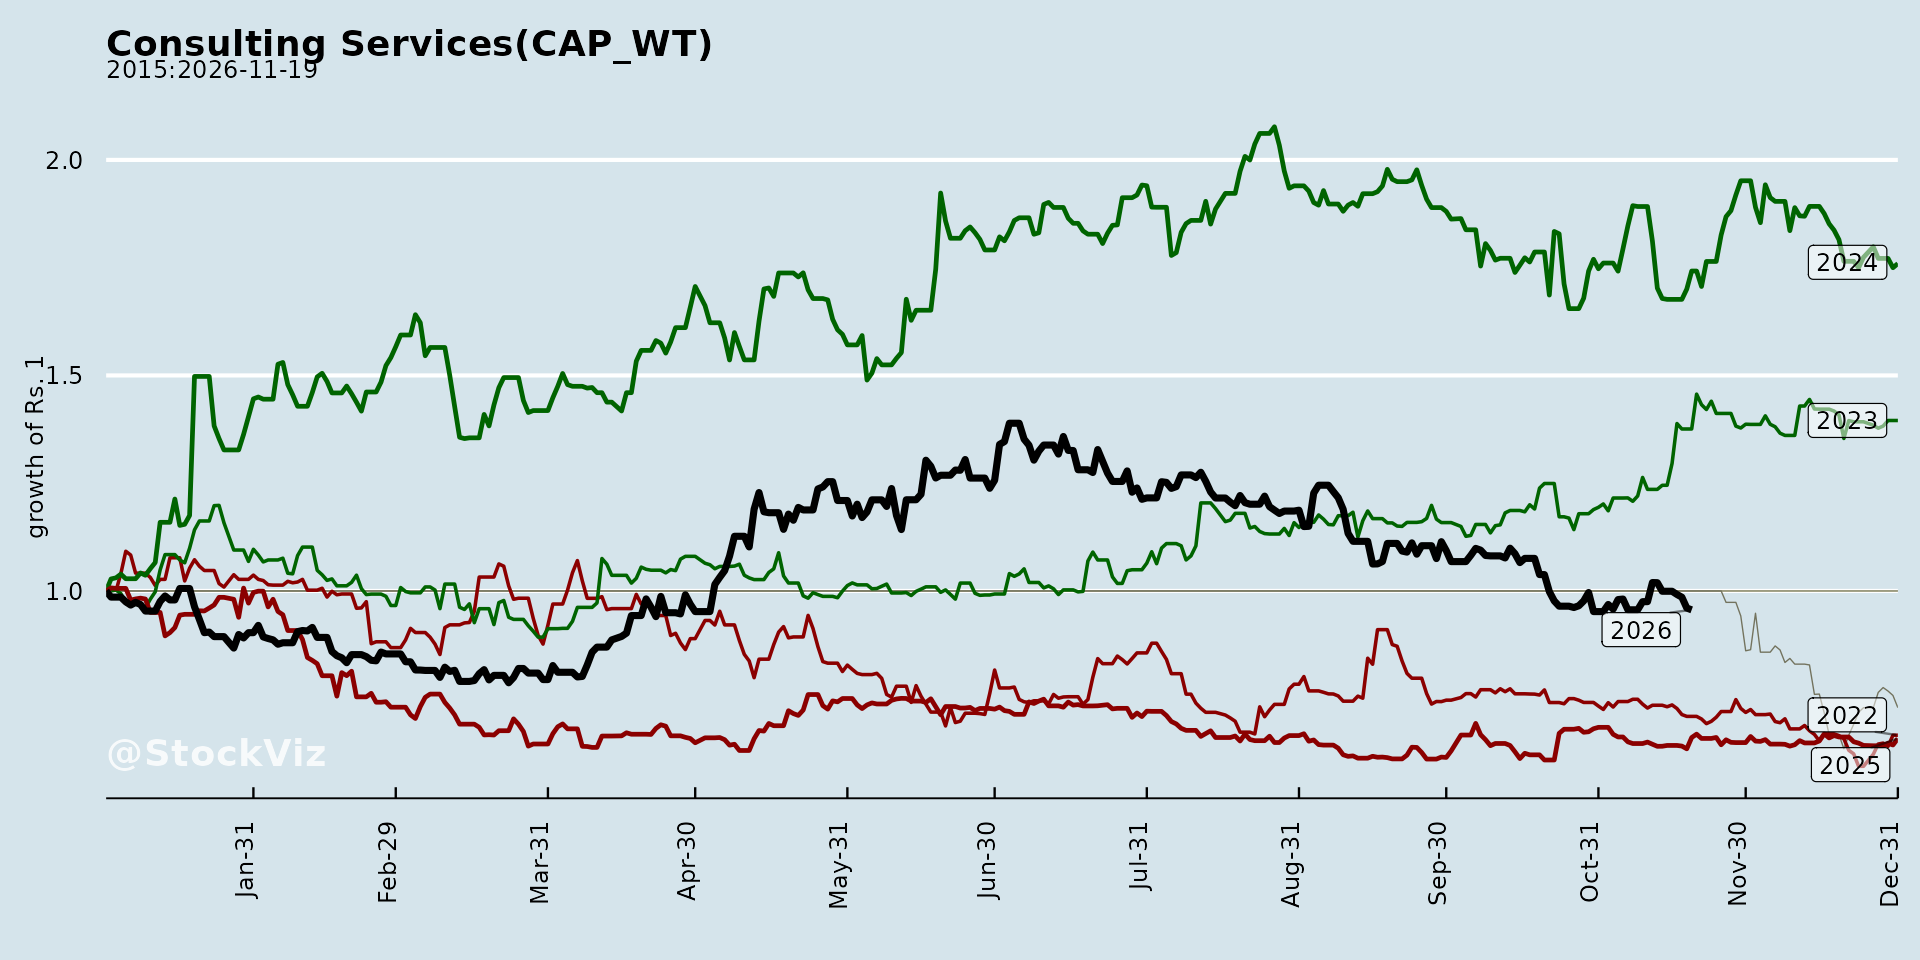 Consulting Services(CAP_WT)
2015:2026-11-19
growth of Rs. 1
2.0
1.5
1.0
2024
2023
2026
2022
2025
@StockViz
Jan-31
Feb-29
Mar-31
Apr-30
May-31
Jun-30
Jul-31
Aug-31
Sep-30
Oct-31
Nov-30
Dec-31